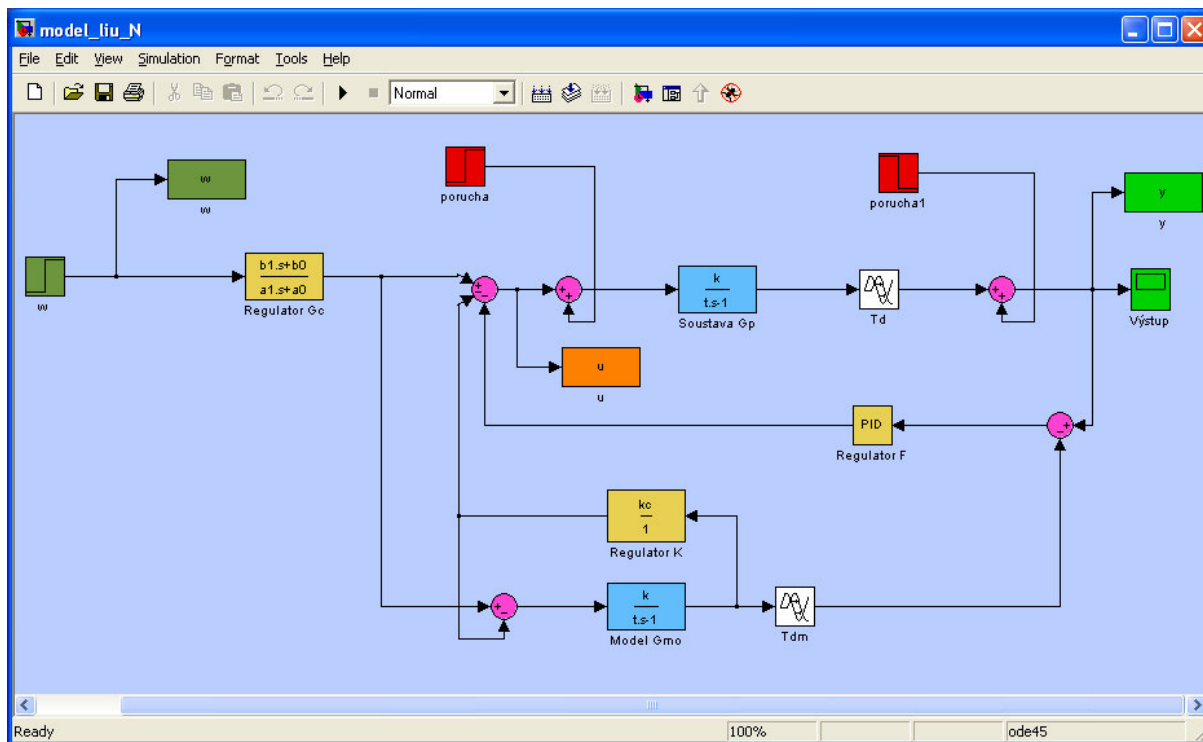 model_liu_N
File Edit View Simulation Format Tools Help
Normal
w
w
porucha
porucha1
y
y
w
b1.s+b0
a1.s+a0
Regulator Gc
k
t.s-1
Soustava Gp
Td
Výstup
u
u
PID
Regulator F
kc
1
Regulator K
k
t.s-1
Model Gmo
Tdm
Ready 100% ode45